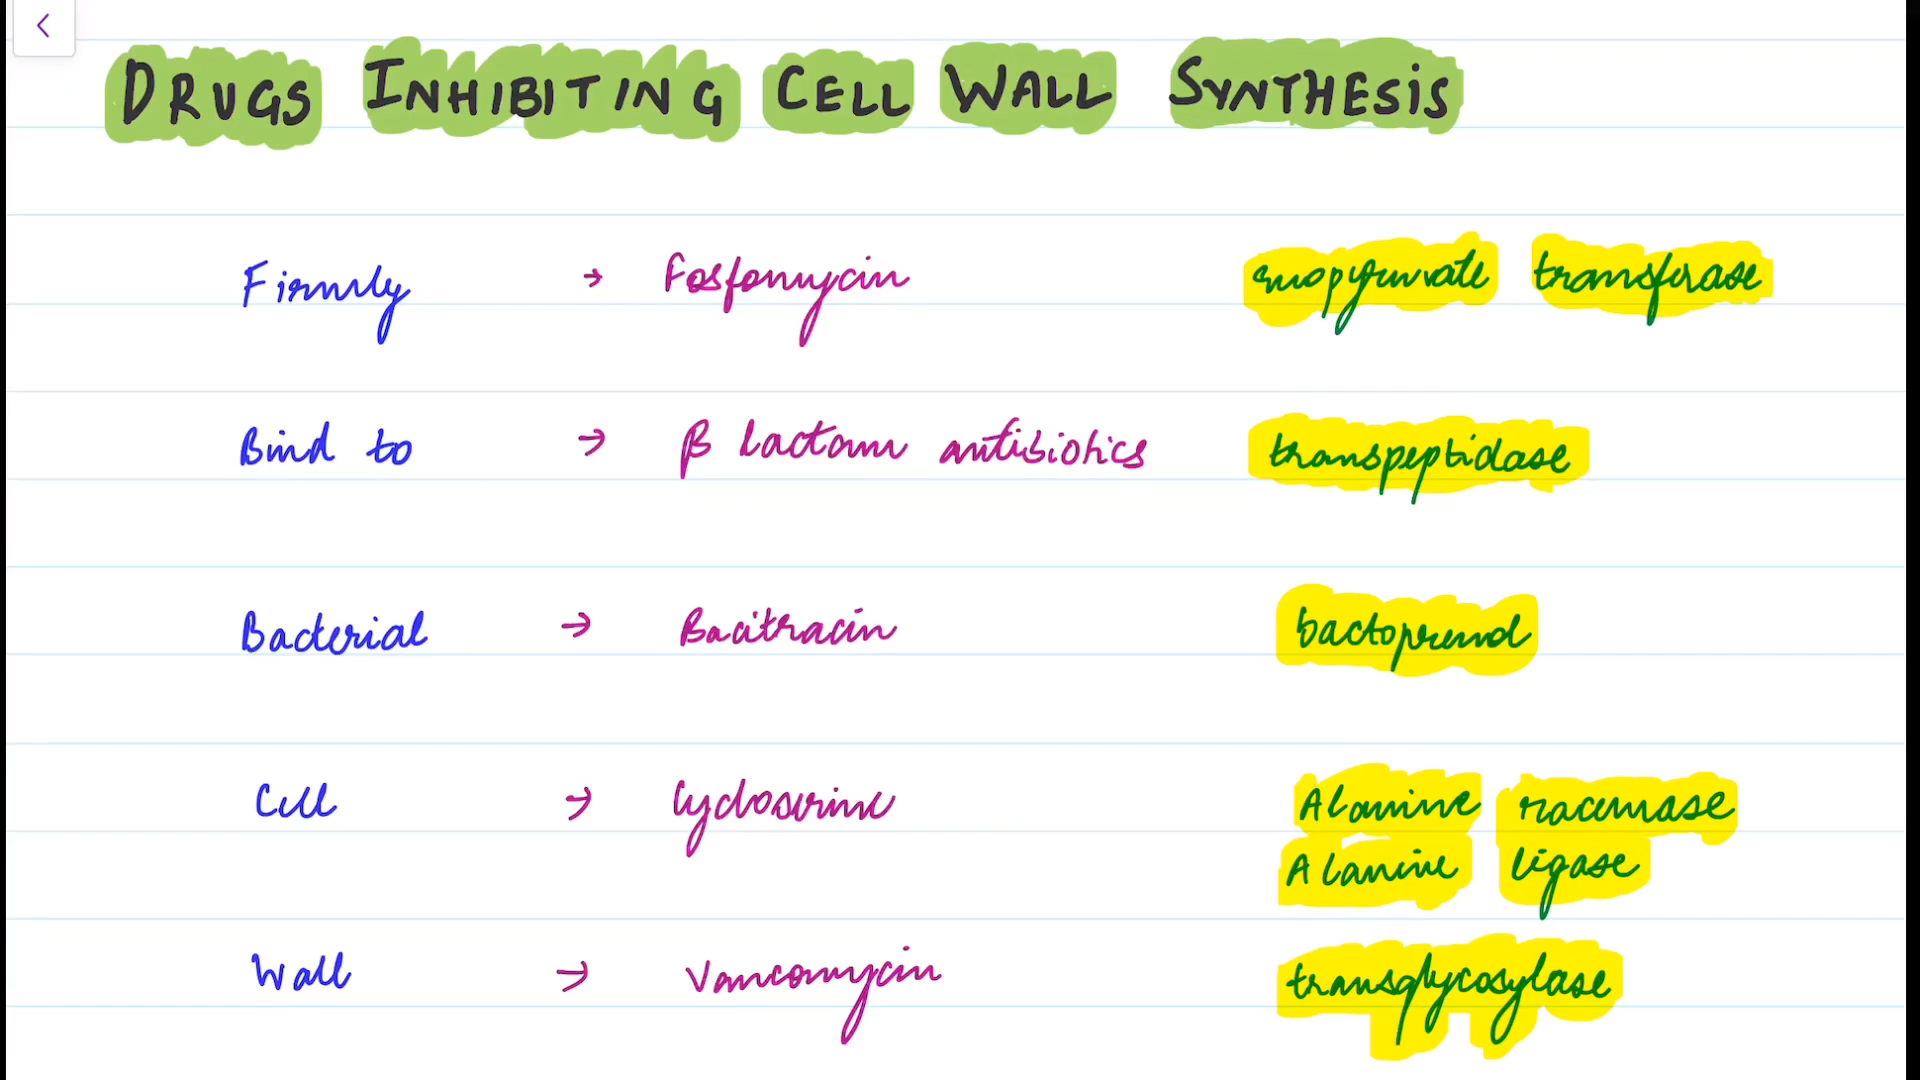 DRUGS INHIBITING CELL WALL SYNTHESIS
Firmly → Fosfomycin enopyruvate transferase
Bind to → β lactam antibiotics transpeptidase
Bacterial → Bacitracin bactoprenol
Cell → Cycloserine Alanine racemase
Alanine ligase
Wall → Vancomycin transglycosylase